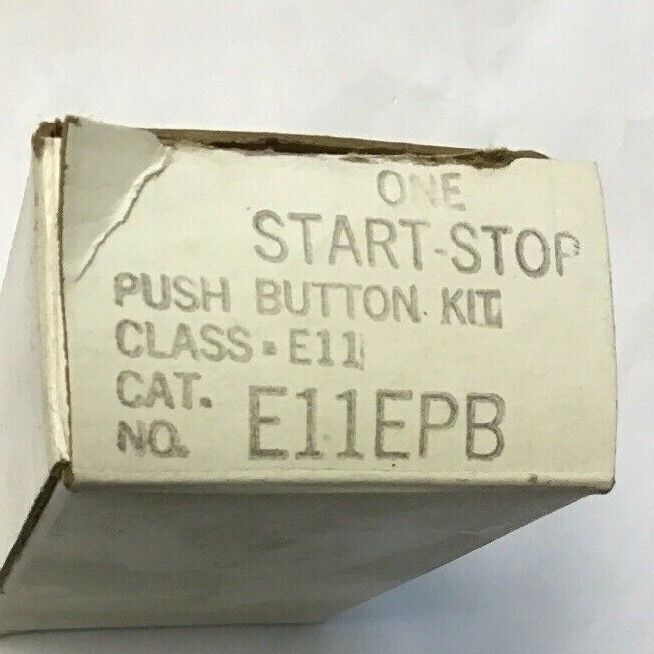 ONE
START-STOP
PUSH BUTTON KIT
CLASS. E11
CAT.
NO. E11EPB